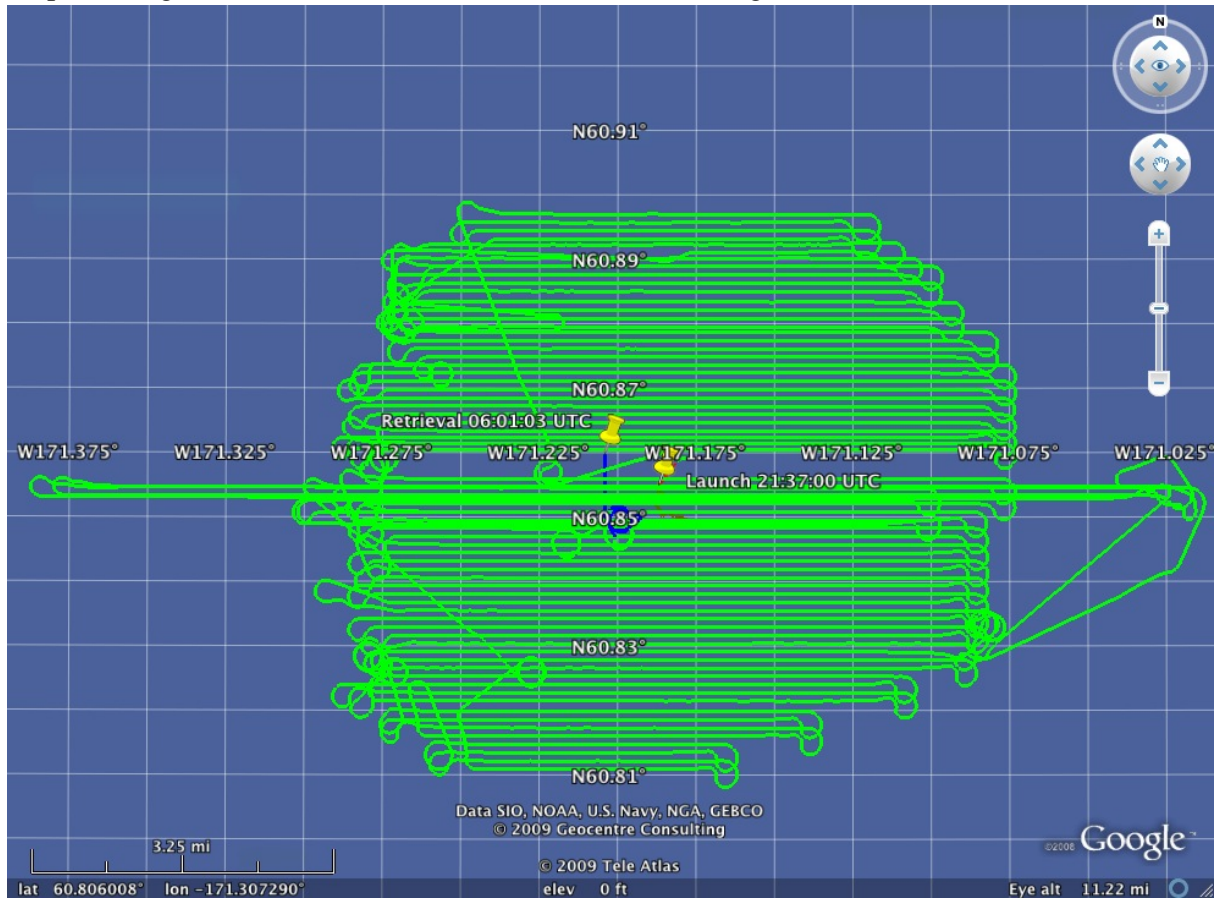 N
N60.91°
N60.89°
N60.87°
Retrieval 06:01:03 UTC
W171.375° W171.325° W171.275° W171.225° W171.175° W171.125° W171.075° W171.025°
Launch 21:37:00 UTC
N60.85°
N60.83°
N60.81°
Data SIO, NOAA, U.S. Navy, NGA, GEBCO
© 2009 Geocentre Consulting
©2008 Google
3.25 mi
© 2009 Tele Atlas
lat 60.806008° lon -171.307290° elev 0 ft Eye alt 11.22 mi